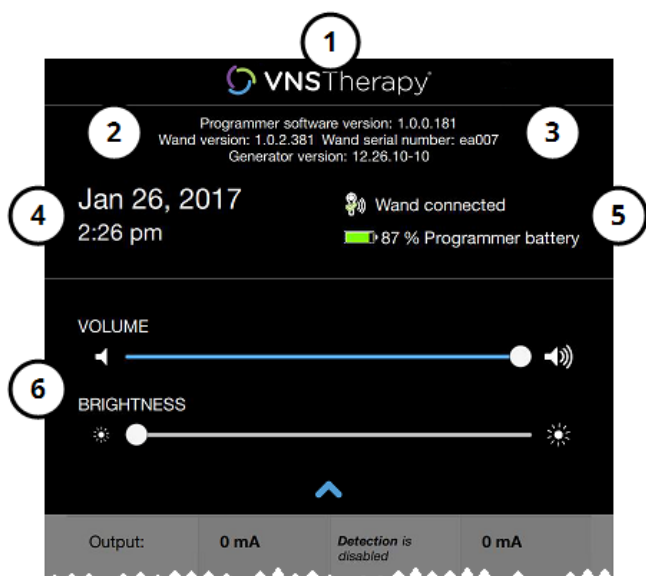 1
VNSTherapy®
2
3
Programmer software version: 1.0.0.181
Wand version: 1.0.2.381 Wand serial number: ea007
Generator version: 12.26.10-10
4
Jan 26, 2017
2:26 pm
Wand connected
87 % Programmer battery
5
VOLUME
6
BRIGHTNESS
Output:
0 mA
Detection is
disabled
0 mA